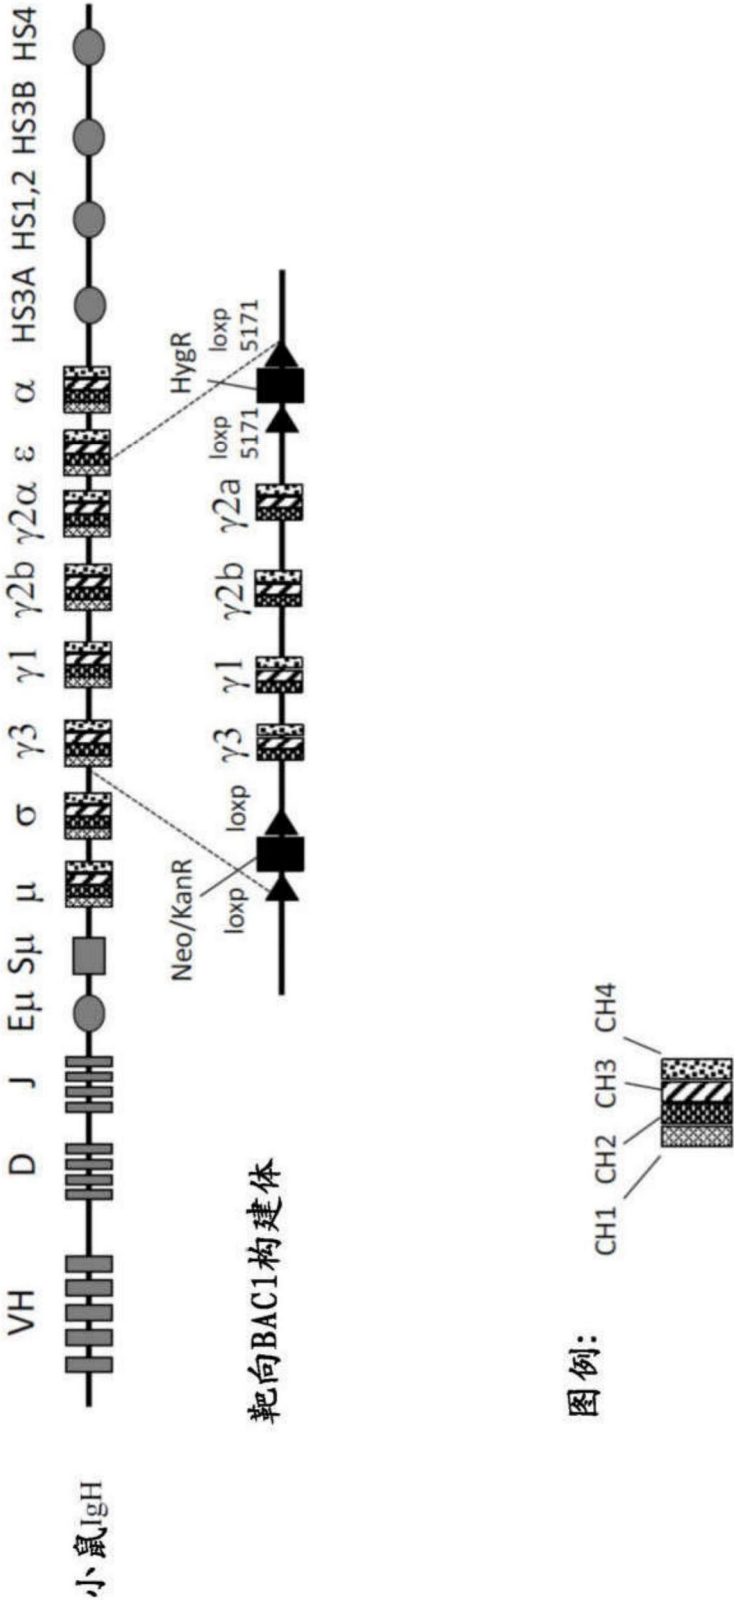 小鼠IgH
VH D J Eμ Sμ μ σ γ3 γ1 γ2b γ2α ε α HS3A HS1,2 HS3B HS4
Neo/KanR HygR
loxp loxp γ3 γ1 γ2b γ2a loxp 5171 loxp 5171
靶向BAC1构建体
图例:
CH1 CH2 CH3 CH4